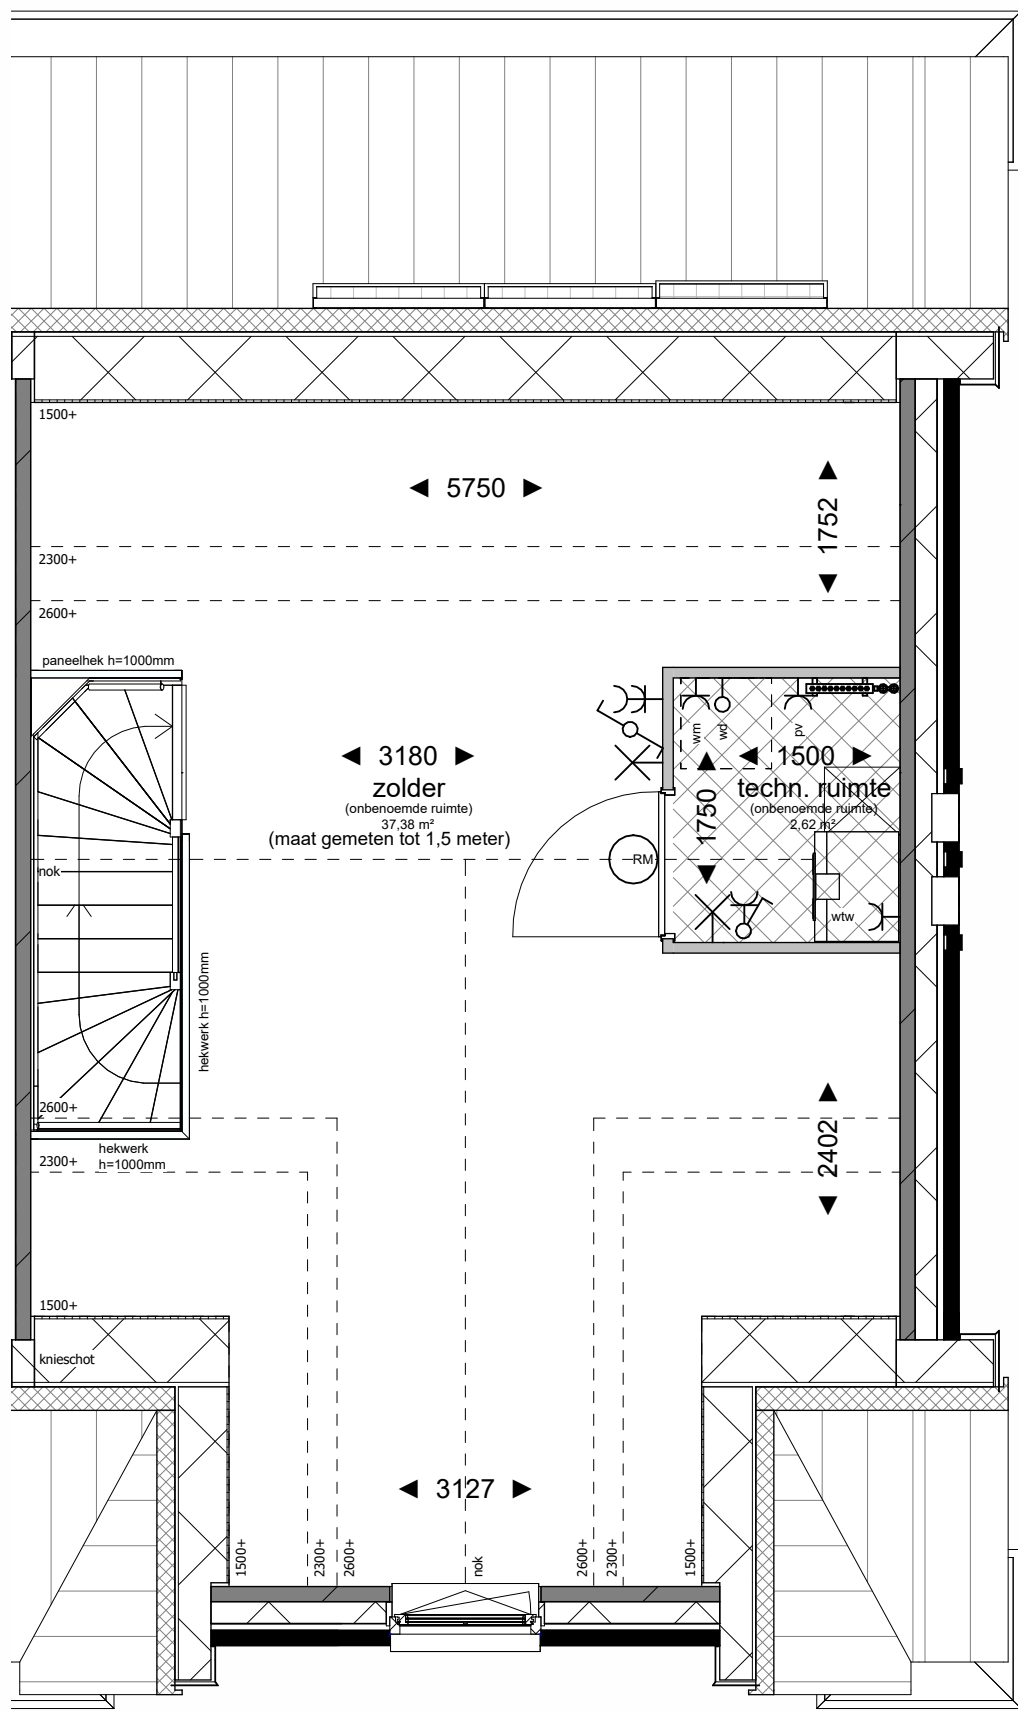 1500+
5750
1752
2300+
2600+
paneelhek h=1000mm
wm
wd
pv
3180
zolder
(onbenoemde ruimte)
37,38 m²
(maat gemeten tot 1,5 meter)
1500
techn. ruimte
(onbenoemde ruimte)
2,62 m²
1750
RM
nok
wtw
hekwerk h=1000mm
2600+
hekwerk
h=1000mm
2300+
2402
1500+
knieschot
3127
1500+
2300+
2600+
nok
2600+
2300+
1500+